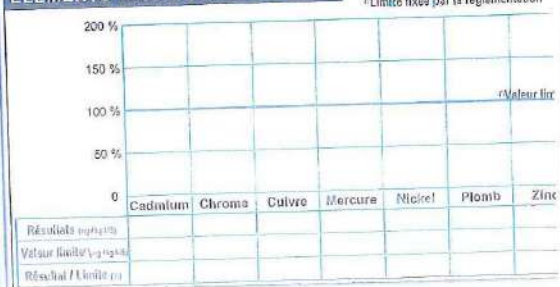 Limite fixée par la réglementation
200 %
150 %
100 %
Valeur lim
50 %
0
Cadmium Chrome Cuivre Mercure Nickel Plomb Zinc
Résultats
Valeur limite
Résultat / Limite